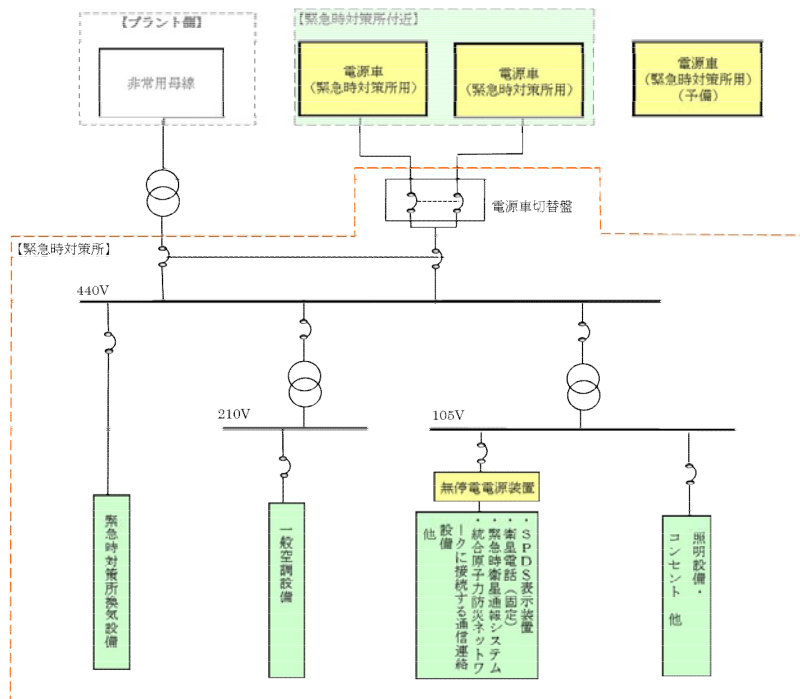 【プラント側】
非常用母線
【緊急時対策所付近】
電源車
（緊急時対策所用）
電源車
（緊急時対策所用）
電源車
（緊急時対策所用）
（予備）
電源車切替盤
【緊急時対策所】
440V
210V
105V
無停電電源装置
緊急時対策所換気設備
一般空調設備
・ＳＰＤＳ表示装置
・衛星電話（固定）
・緊急時衛星通報システム
・統合原子力防災ネットワ
ークに接続する通信連絡
設備
他
照明設備・
コンセント　他